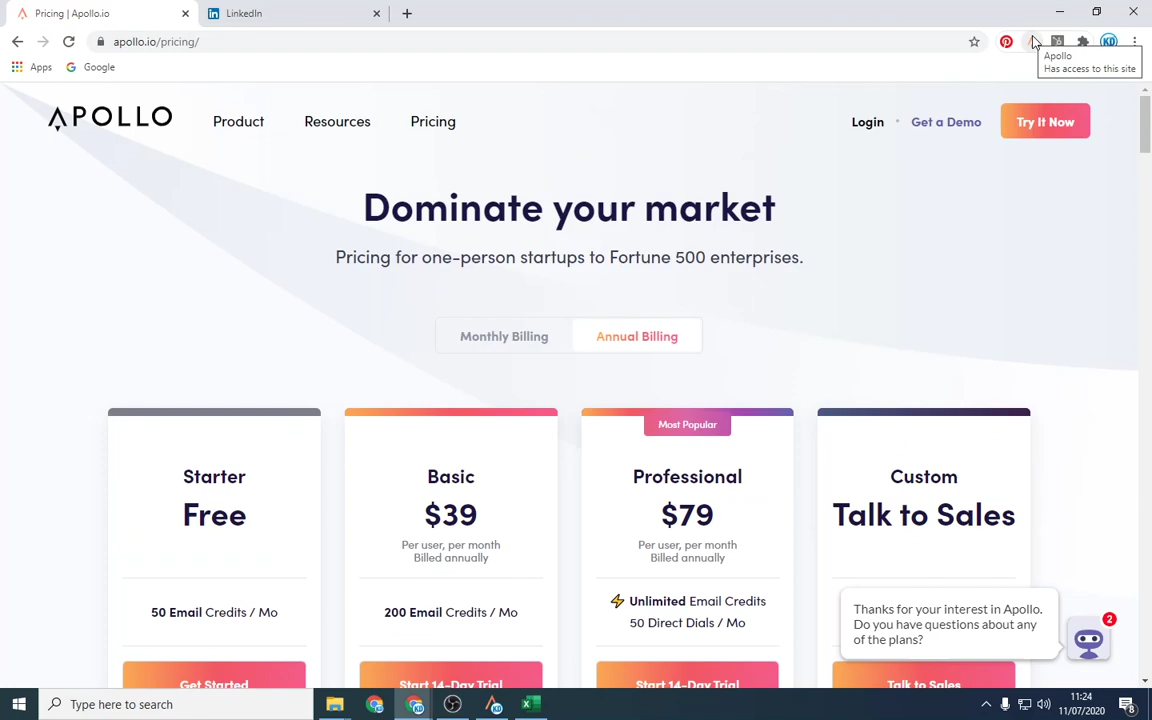 Pricing | Apollo.io
LinkedIn
apollo.io/pricing/
Apollo
Has access to this site
KD
Apps
Google
APOLLO
Product
Resources
Pricing
Login
Get a Demo
Try It Now
Dominate your market
Pricing for one-person startups to Fortune 500 enterprises.
Monthly Billing
Annual Billing
Starter
Free
50 Email Credits / Mo
Get Started
Basic
$39
Per user, per month
Billed annually
200 Email Credits / Mo
Start 14-Day Trial
Most Popular
Professional
$79
Per user, per month
Billed annually
Unlimited Email Credits
50 Direct Dials / Mo
Start 14-Day Trial
Custom
Talk to Sales
Talk to Sales
Thanks for your interest in Apollo.
Do you have questions about any
of the plans?
2
Type here to search
11:24
11/07/2020
8